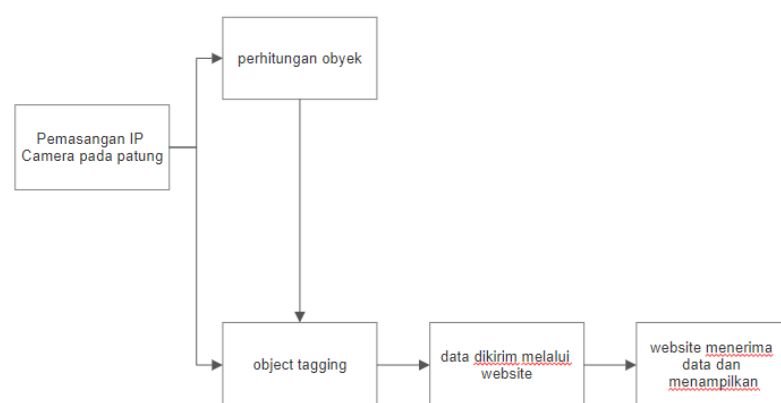 perhitungan obyek
Pemasangan IP
Camera pada patung
object tagging
data dikirim melalui
website
website menerima
data dan
menampilkan